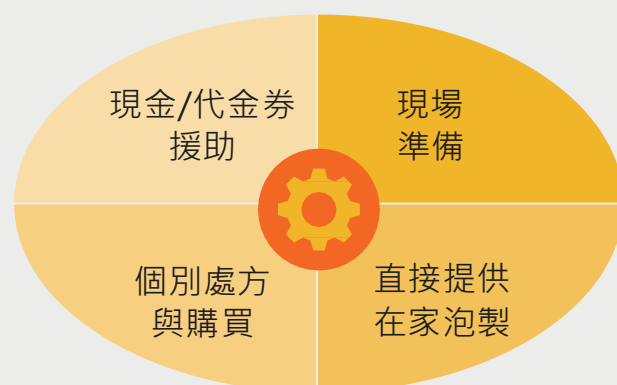 現金/代金券
援助
現場
準備
個別處方
與購買
直接提供
在家泡製